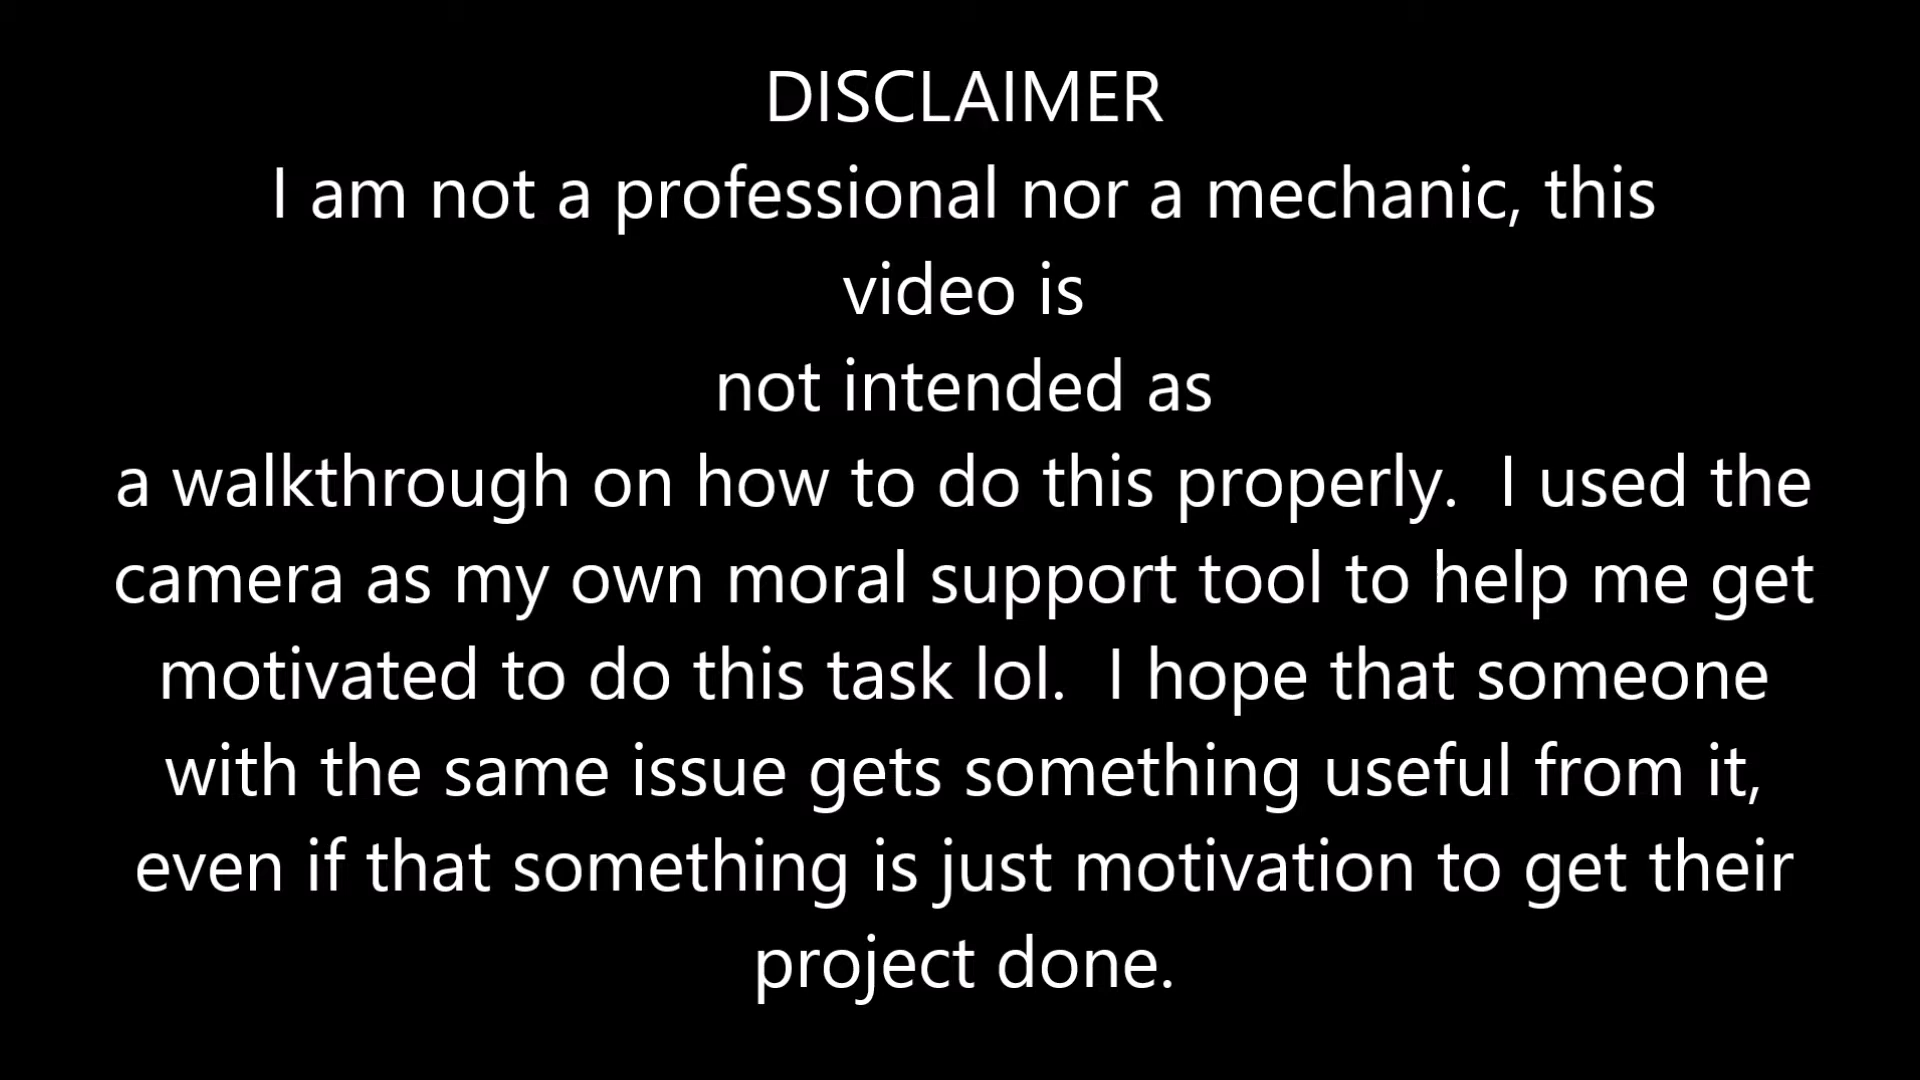 DISCLAIMER
I am not a professional nor a mechanic, this
video is
not intended as
a walkthrough on how to do this properly.  I used the
camera as my own moral support tool to help me get
motivated to do this task lol.  I hope that someone
with the same issue gets something useful from it,
even if that something is just motivation to get their
project done.